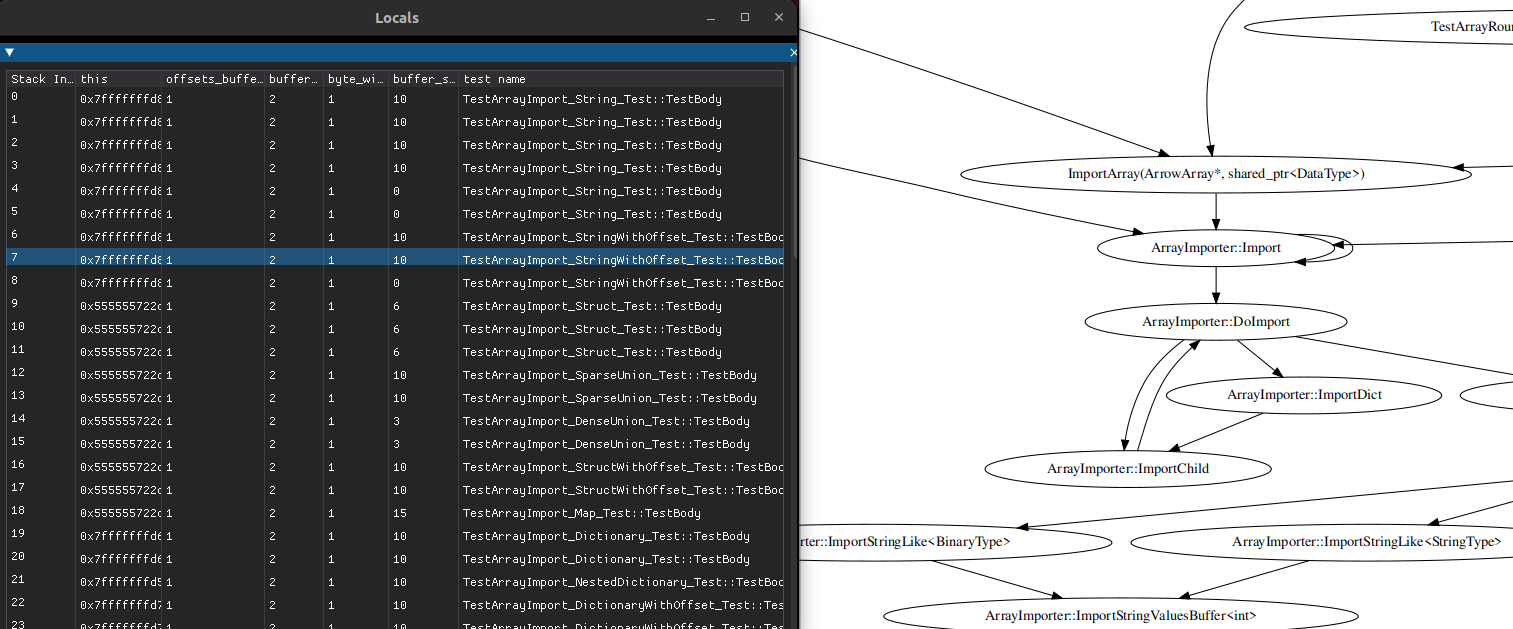 Locals
Stack In… this offsets_buffe… buffer… byte_wi… buffer_s… test name
0 0x7fffffffd8 1 2 1 10 TestArrayImport_String_Test::TestBody
1 0x7fffffffd8 1 2 1 10 TestArrayImport_String_Test::TestBody
2 0x7fffffffd8 1 2 1 10 TestArrayImport_String_Test::TestBody
3 0x7fffffffd8 1 2 1 10 TestArrayImport_String_Test::TestBody
4 0x7fffffffd8 1 2 1 0 TestArrayImport_String_Test::TestBody
5 0x7fffffffd8 1 2 1 0 TestArrayImport_String_Test::TestBody
6 0x7fffffffd8 1 2 1 10 TestArrayImport_StringWithOffset_Test::TestBod
7 0x7fffffffd8 1 2 1 10 TestArrayImport_StringWithOffset_Test::TestBod
8 0x7fffffffd8 1 2 1 0 TestArrayImport_StringWithOffset_Test::TestBod
9 0x555555722c 1 2 1 6 TestArrayImport_Struct_Test::TestBody
10 0x555555722c 1 2 1 6 TestArrayImport_Struct_Test::TestBody
11 0x555555722c 1 2 1 6 TestArrayImport_Struct_Test::TestBody
12 0x555555722c 1 2 1 10 TestArrayImport_SparseUnion_Test::TestBody
13 0x555555722c 1 2 1 10 TestArrayImport_SparseUnion_Test::TestBody
14 0x555555722c 1 2 1 3 TestArrayImport_DenseUnion_Test::TestBody
15 0x555555722c 1 2 1 3 TestArrayImport_DenseUnion_Test::TestBody
16 0x555555722c 1 2 1 10 TestArrayImport_StructWithOffset_Test::TestBod
17 0x555555722c 1 2 1 10 TestArrayImport_StructWithOffset_Test::TestBod
18 0x555555722c 1 2 1 15 TestArrayImport_Map_Test::TestBody
19 0x7fffffffd6 1 2 1 10 TestArrayImport_Dictionary_Test::TestBody
20 0x7fffffffd6 1 2 1 10 TestArrayImport_Dictionary_Test::TestBody
21 0x7fffffffd5 1 2 1 10 TestArrayImport_NestedDictionary_Test::TestBod
22 0x7fffffffd7 1 2 1 10 TestArrayImport_DictionaryWithOffset_Test::Tes
23 0x7fffffffd7 1 2 1 10 TestArrayImport_DictionaryWithOffset_Test::Tes
TestArrayRou
ImportArray(ArrowArray*, shared_ptr<DataType>)
ArrayImporter::Import
ArrayImporter::DoImport
ArrayImporter::ImportDict
ArrayImporter::ImportChild
rter::ImportStringLike<BinaryType>
ArrayImporter::ImportStringLike<StringType>
ArrayImporter::ImportStringValuesBuffer<int>